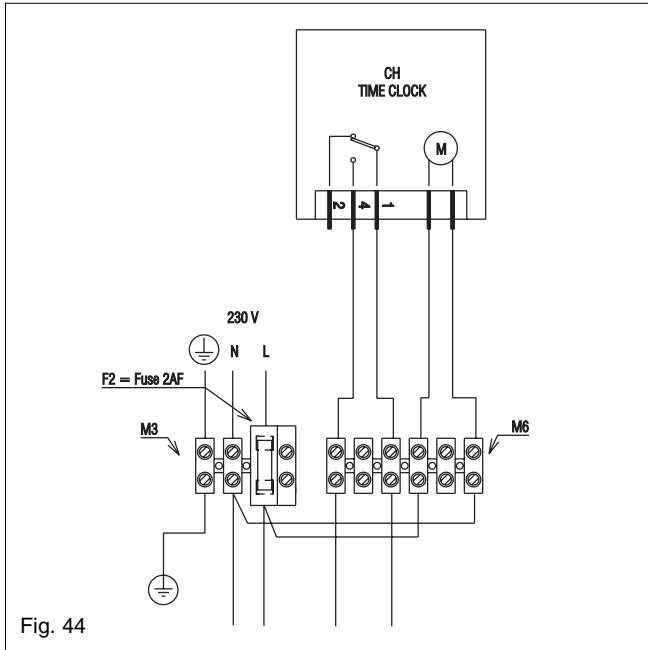 CH
TIME CLOCK
M
2 4 1
230 V
N L
F2 = Fuse 2AF
M3
M6
Fig. 44